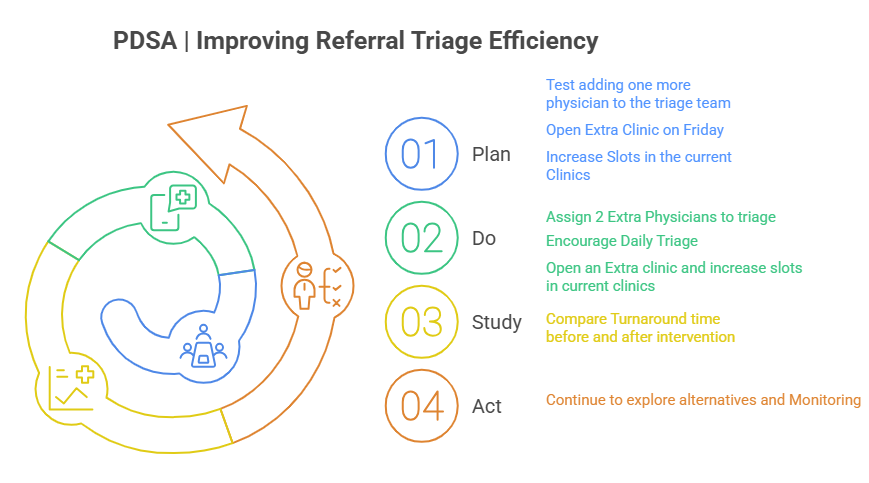 PDSA | Improving Referral Triage Efficiency
01
Plan
Test adding one more
physician to the triage team
Open Extra Clinic on Friday
Increase Slots in the current
Clinics
02
Do
Assign 2 Extra Physicians to triage
Encourage Daily Triage
Open an Extra clinic and increase slots
in current clinics
03
Study
Compare Turnaround time
before and after intervention
04
Act
Continue to explore alternatives and Monitoring